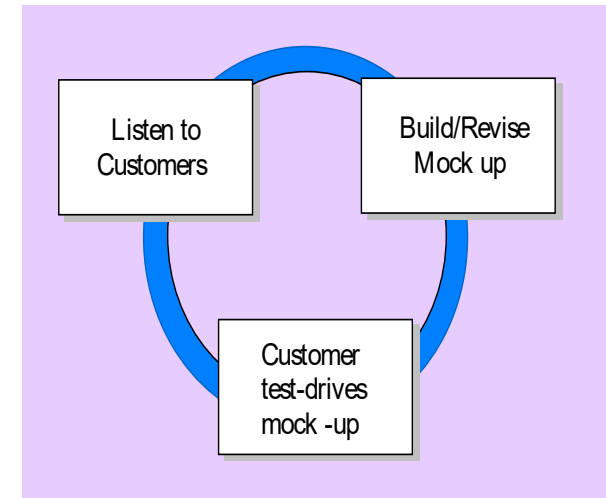 Listen to
Customers
Build/Revise
Mock up
Customer
test-drives
mock -up